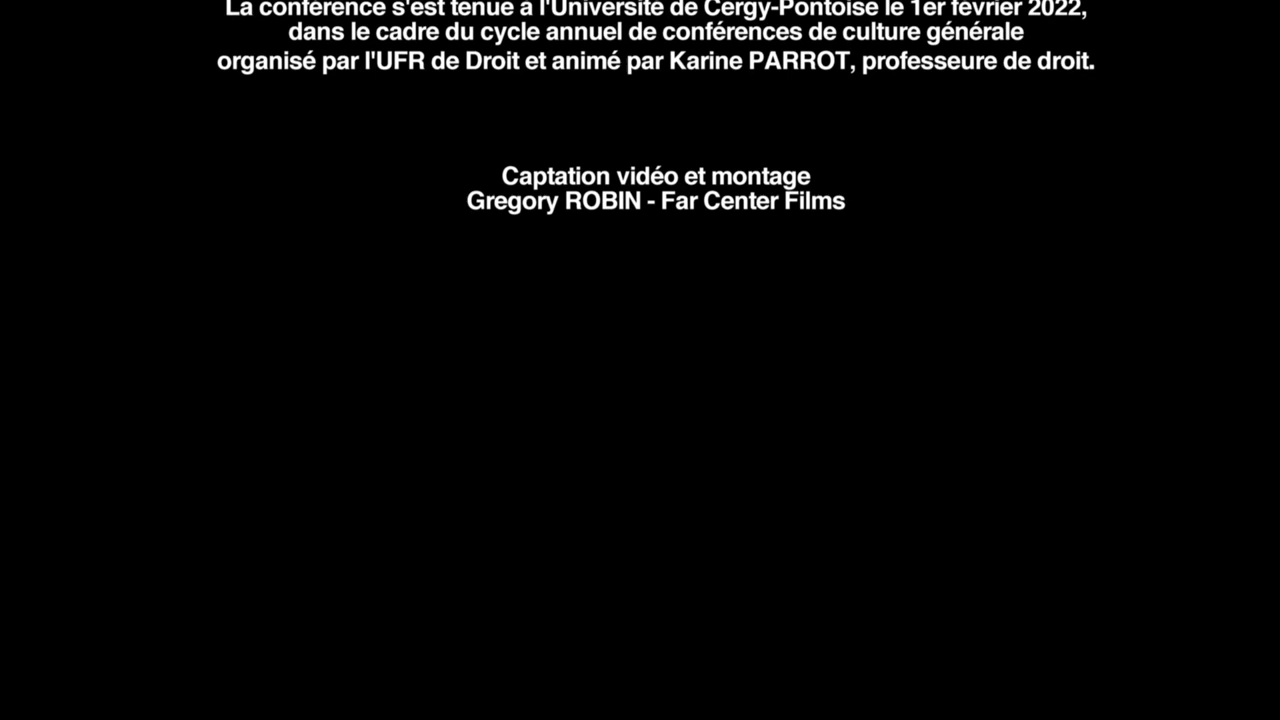 La conférence s'est tenue à l'Université de Cergy-Pontoise le 1er février 2022,
dans le cadre du cycle annuel de conférences de culture générale
organisé par l'UFR de Droit et animé par Karine PARROT, professeure de droit.
Captation vidéo et montage
Gregory ROBIN - Far Center Films